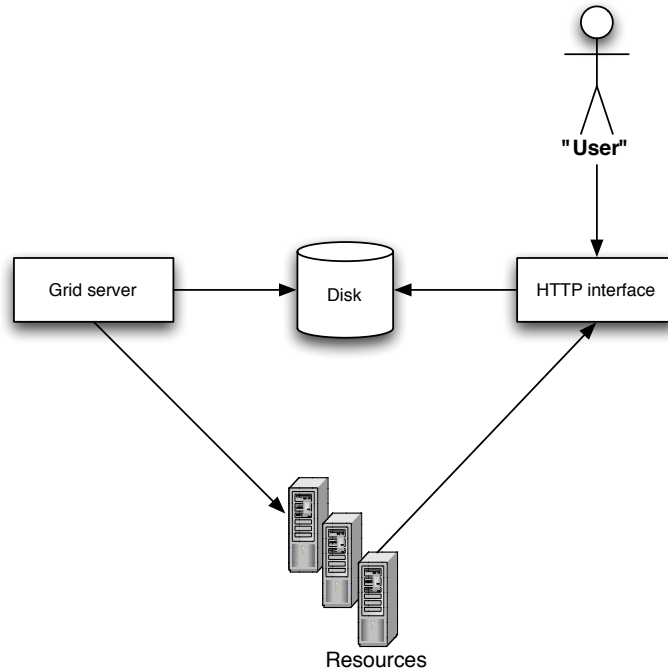 "User"
Grid server
Disk
HTTP interface
Resources